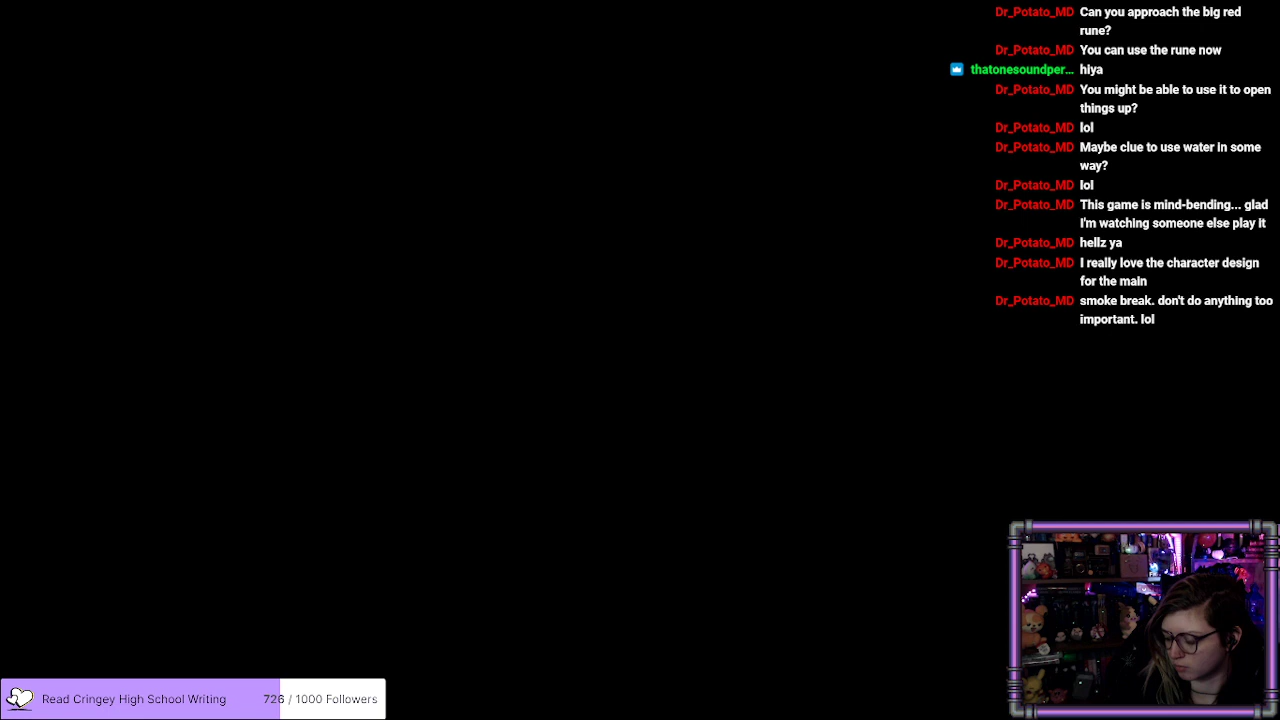 Dr_Potato_MD Can you approach the big red
rune?
Dr_Potato_MD You can use the rune now
thatonesoundper... hiya
Dr_Potato_MD You might be able to use it to open
things up?
Dr_Potato_MD lol
Dr_Potato_MD Maybe clue to use water in some
way?
Dr_Potato_MD lol
Dr_Potato_MD This game is mind-bending... glad
I'm watching someone else play it
Dr_Potato_MD hellz ya
Dr_Potato_MD I really love the character design
for the main
Dr_Potato_MD smoke break. don't do anything too
important. lol
Read Cringey High School Writing 726 / 1000 Followers